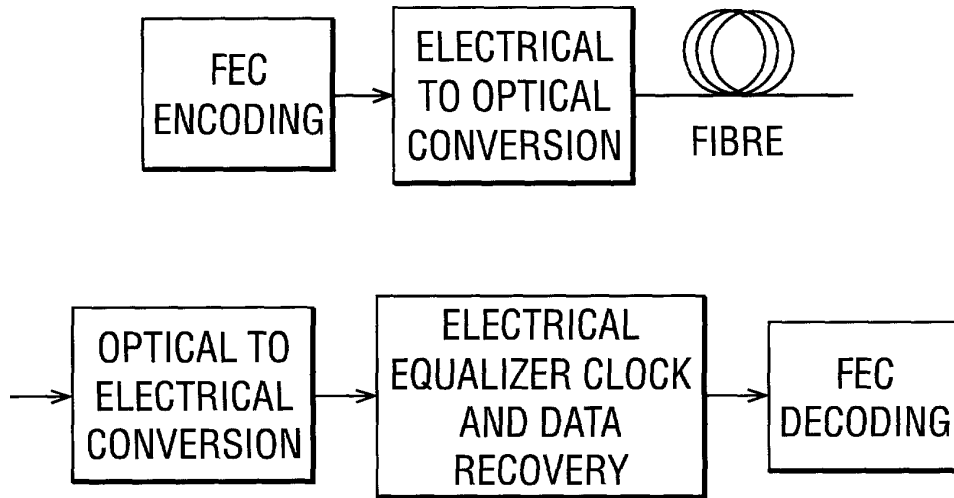 FEC
ENCODING
ELECTRICAL
TO OPTICAL
CONVERSION
FIBRE
OPTICAL TO
ELECTRICAL
CONVERSION
ELECTRICAL
EQUALIZER CLOCK
AND DATA
RECOVERY
FEC
DECODING